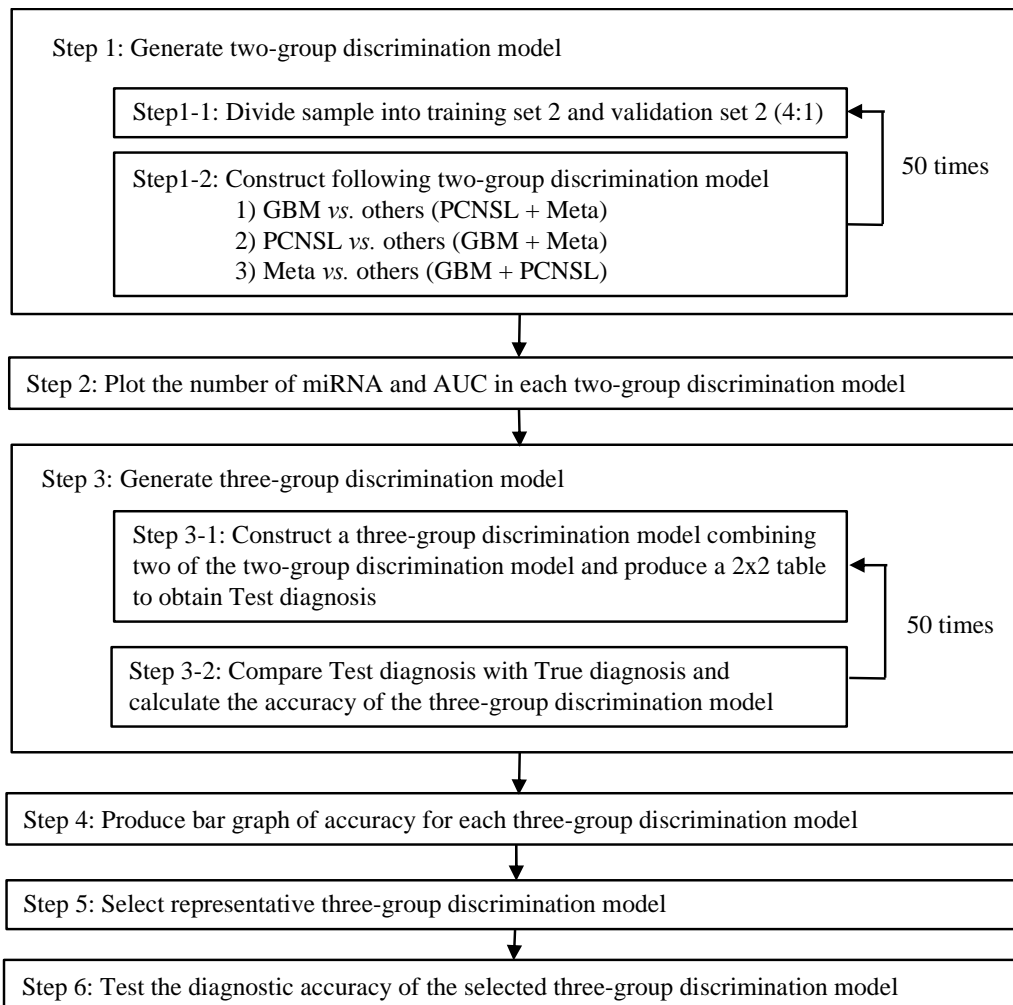 Step 1: Generate two-group discrimination model
Step1-1: Divide sample into training set 2 and validation set 2 (4:1)
50 times
Step1-2: Construct following two-group discrimination model
1) GBM vs. others (PCNSL + Meta)
2) PCNSL vs. others (GBM + Meta)
3) Meta vs. others (GBM + PCNSL)
Step 2: Plot the number of miRNA and AUC in each two-group discrimination model
Step 3: Generate three-group discrimination model
Step 3-1: Construct a three-group discrimination model combining
two of the two-group discrimination model and produce a 2x2 table
to obtain Test diagnosis
50 times
Step 3-2: Compare Test diagnosis with True diagnosis and
calculate the accuracy of the three-group discrimination model
Step 4: Produce bar graph of accuracy for each three-group discrimination model
Step 5: Select representative three-group discrimination model
Step 6: Test the diagnostic accuracy of the selected three-group discrimination model